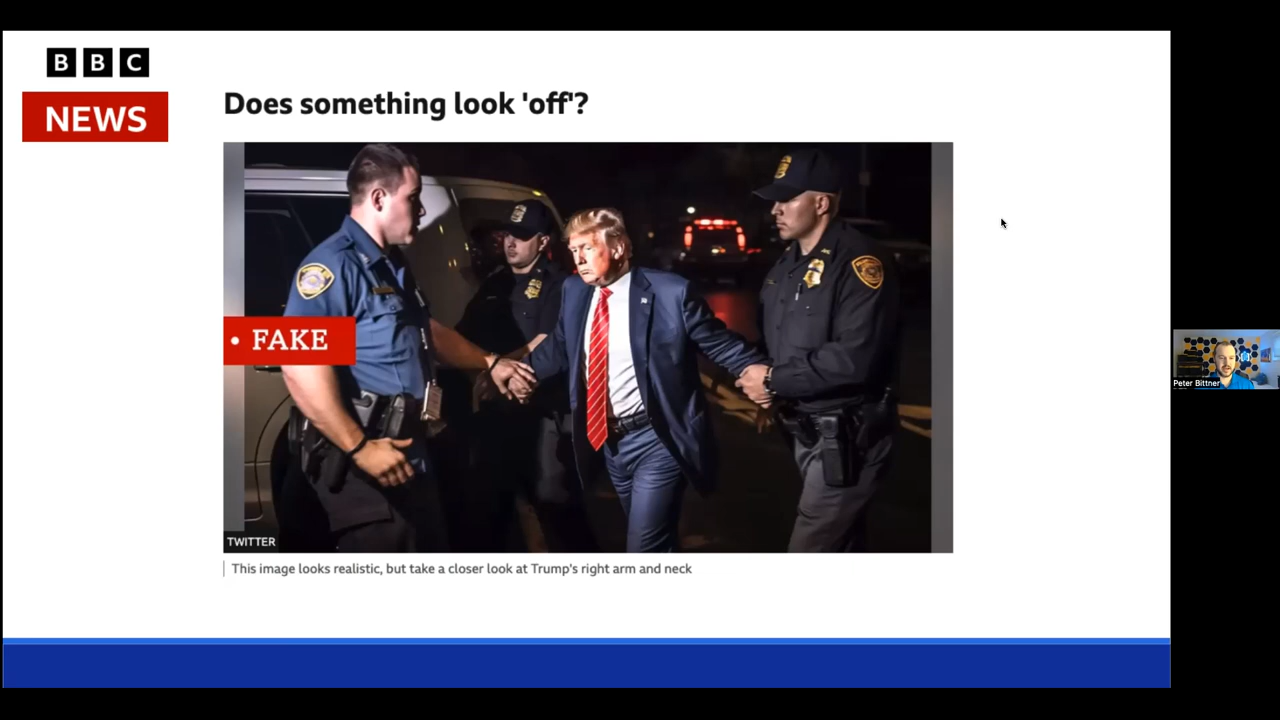 BBC
NEWS
Does something look 'off'?
• FAKE
TWITTER
This image looks realistic, but take a closer look at Trump's right arm and neck
Peter Bittner